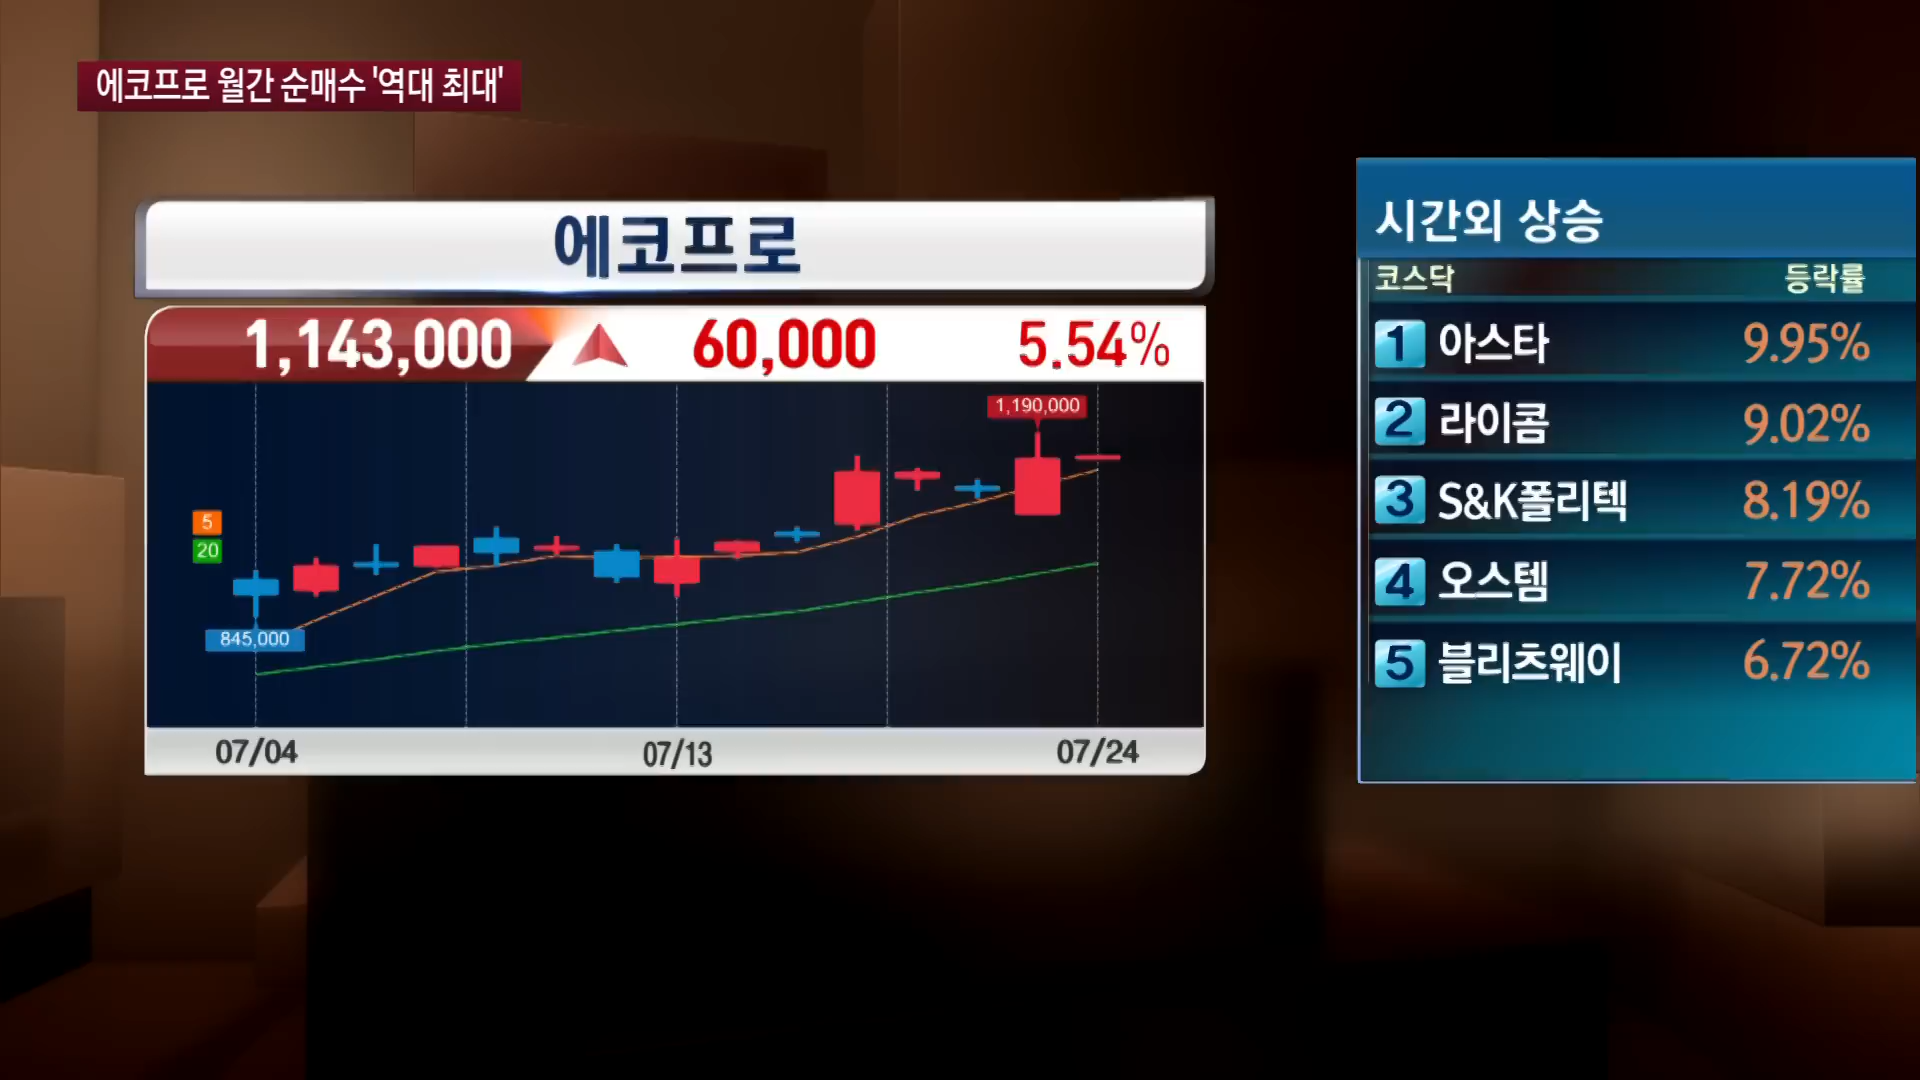 에코프로 월간 순매수 '역대 최대'
에코프로
1,143,000 60,000 5.54%
1,190,000
5
20
845,000
07/04 07/13 07/24
시간외 상승
코스닥 등락률
1 아스타 9.95%
2 라이콤 9.02%
3 S&K폴리텍 8.19%
4 오스템 7.72%
5 블리츠웨이 6.72%